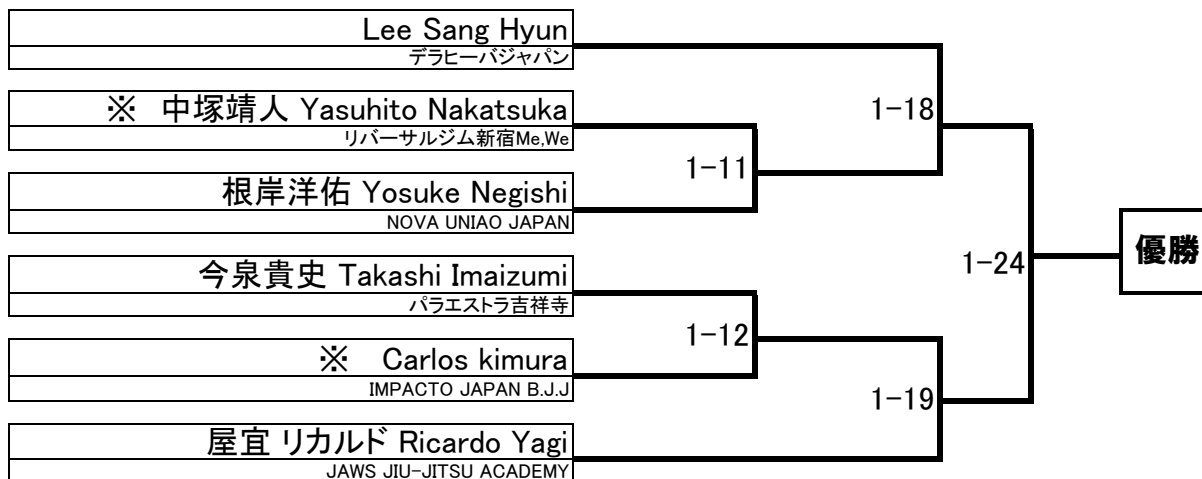 Lee Sang Hyun
デラヒーバジャパン
※ 中塚靖人 Yasuhito Nakatsuka
リバーサルジム新宿Me,We
1-18
1-11
根岸洋佑 Yosuke Negishi
NOVA UNIAO JAPAN
優勝
1-24
今泉貴史 Takashi Imaizumi
パラエストラ吉祥寺
1-12
※ Carlos kimura
IMPACTO JAPAN B.J.J
1-19
屋宜 リカルド Ricardo Yagi
JAWS JIU-JITSU ACADEMY